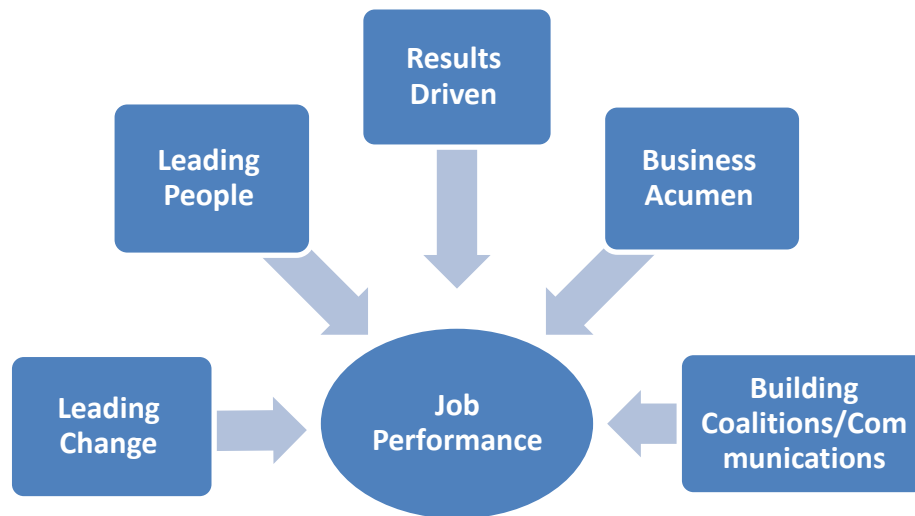 Results
Driven
Leading
People
Business
Acumen
Leading
Change
Job
Performance
Building
Coalitions/Com
munications